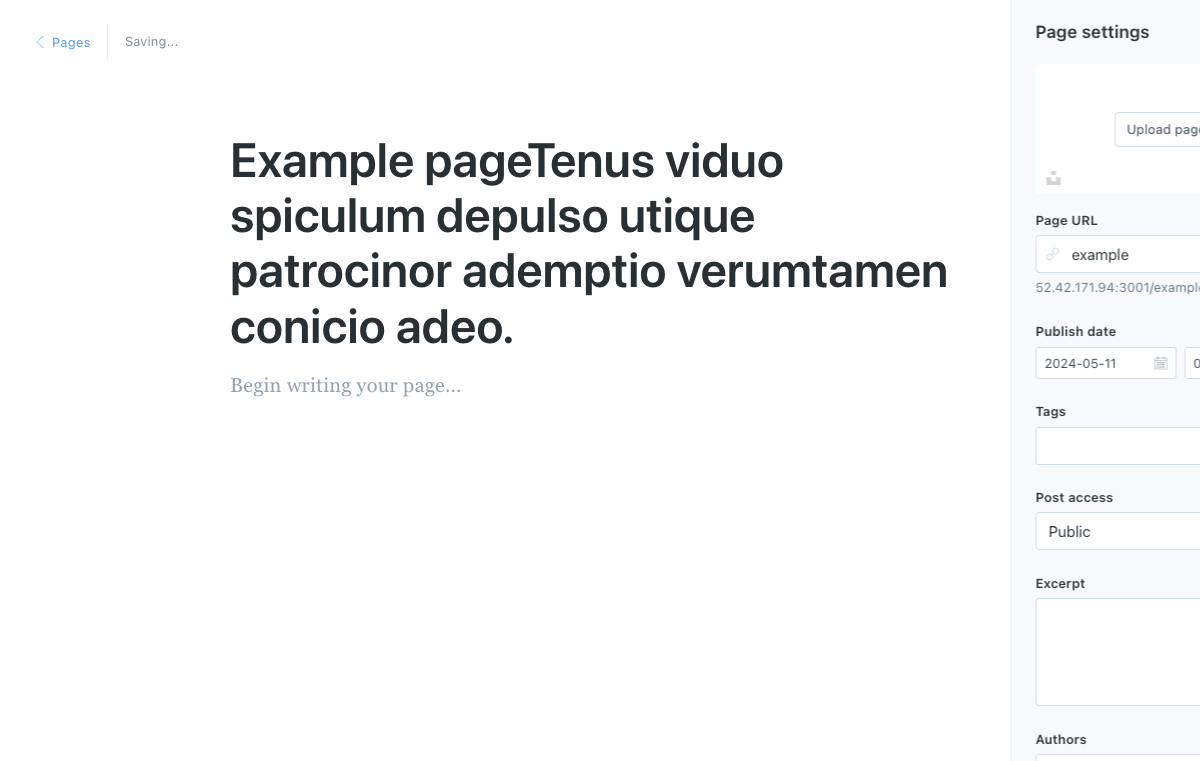 Pages
Saving...
Example pageTenus viduo
spiculum depulso utique
patrocinor ademptio verumtamen
conicio adeo.
Begin writing your page...
Page settings
Upload pag
Page URL
example
52.42.171.94:3001/example
Publish date
2024-05-11
0
Tags
Post access
Public
Excerpt
Authors